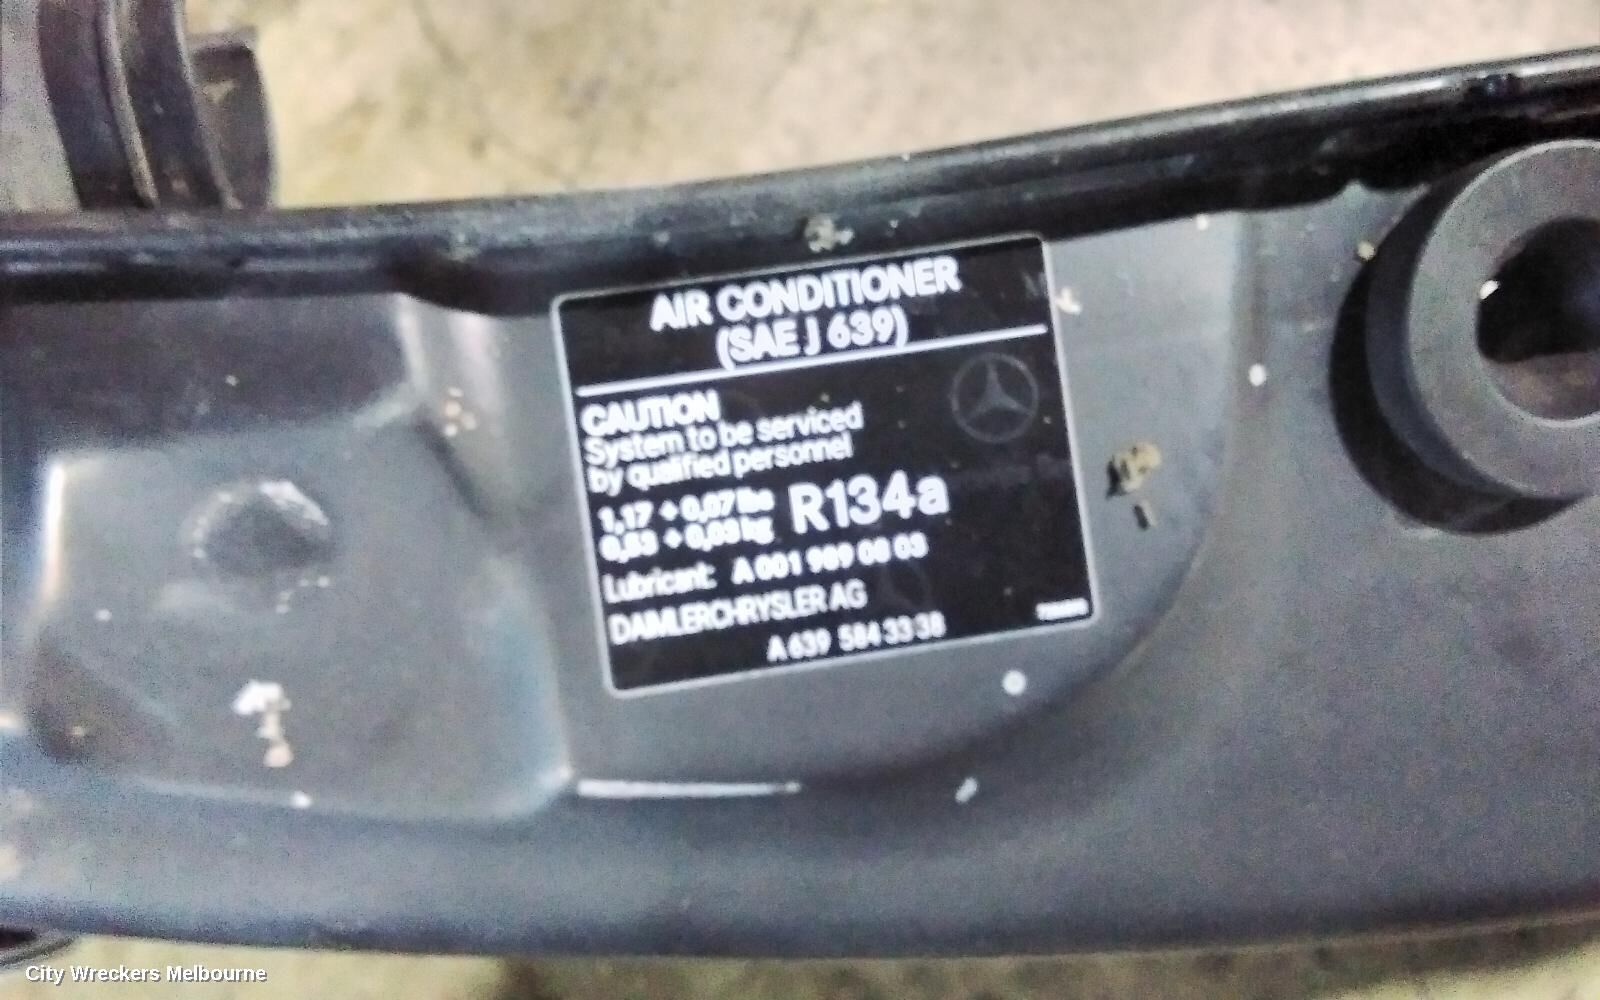 AIR CONDITIONER
(SAE J 639)
CAUTION
System to be serviced
by qualified personnel
1,17 + 0,07 lbs
0,53 + 0,03 kg R134a
Lubricant: A 001 989 08 03
DAIMLERCHRYSLER AG
A 639 584 33 38
City Wreckers Melbourne